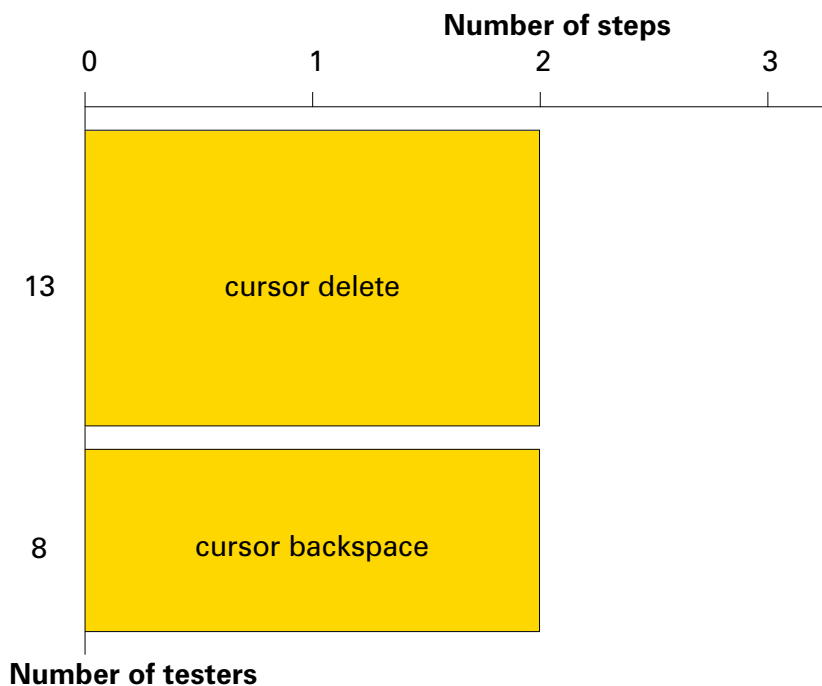 Number of steps
0 1 2 3
13
cursor delete
8
cursor backspace
Number of testers